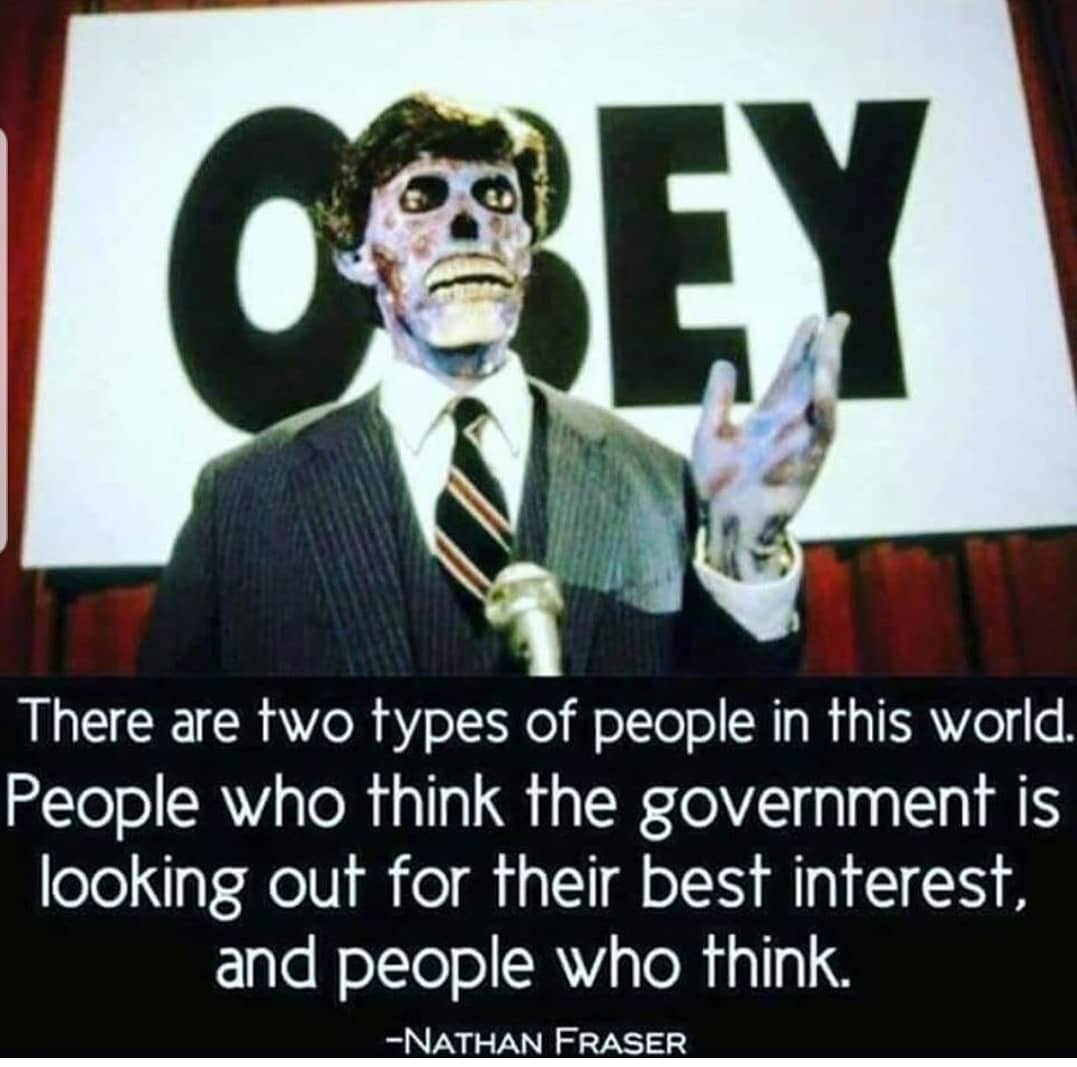 OBEY
There are two types of people in this world.
People who think the government is
looking out for their best interest,
and people who think.
-NATHAN FRASER